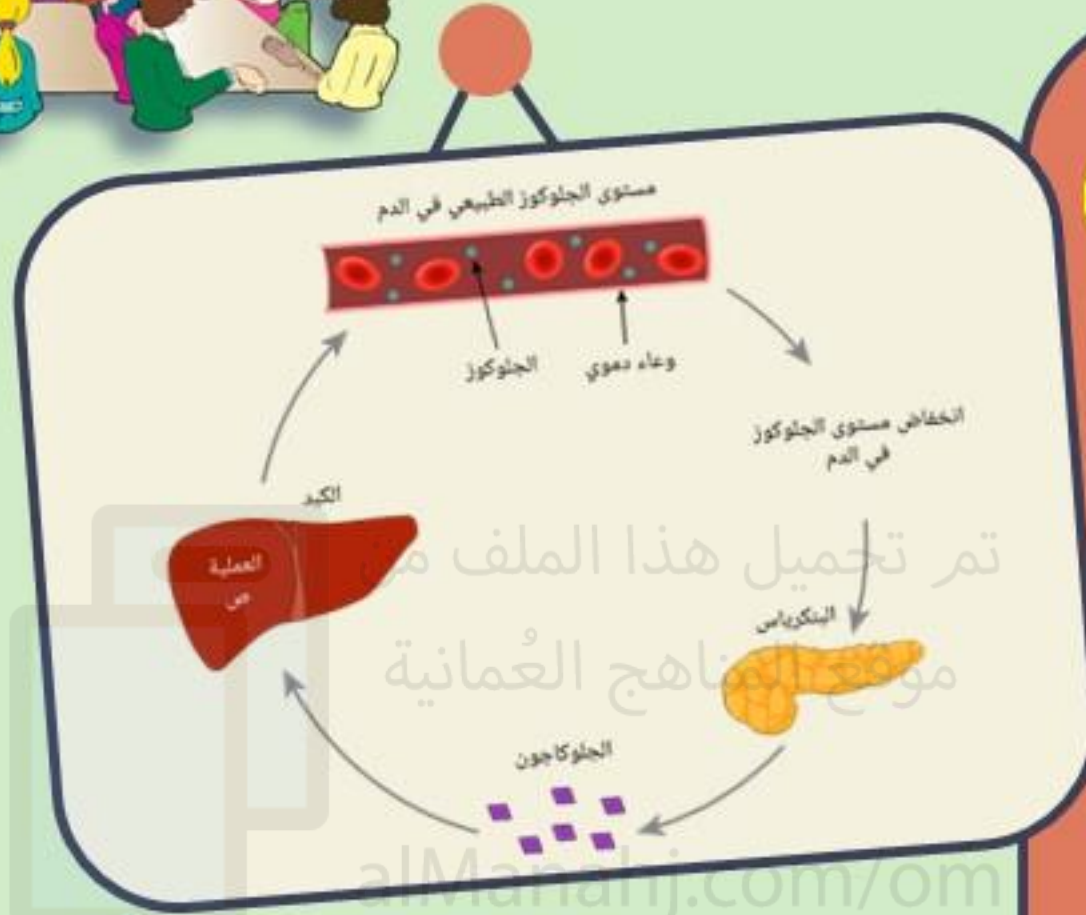 مستوى الجلوكوز الطبيعي في الدم
الجلوكوز
وعاء دموي
انخفاض مستوى الجلوكوز
في الدم
الكبد
العملية
ص
البنكرياس
الجلوكاجون
تم تحميل هذا الملف من
موقع المناهج العُمانية
alManahj.com/om